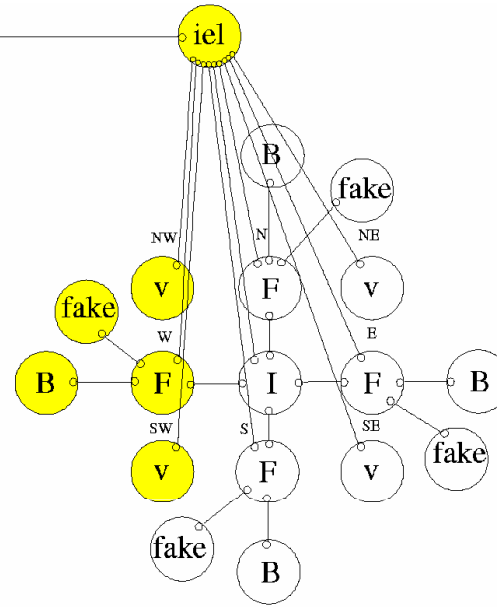 iel
B
fake
NW N NE
v F v
fake
W E
B F I F B
SW S SE
v F v
fake
fake
B